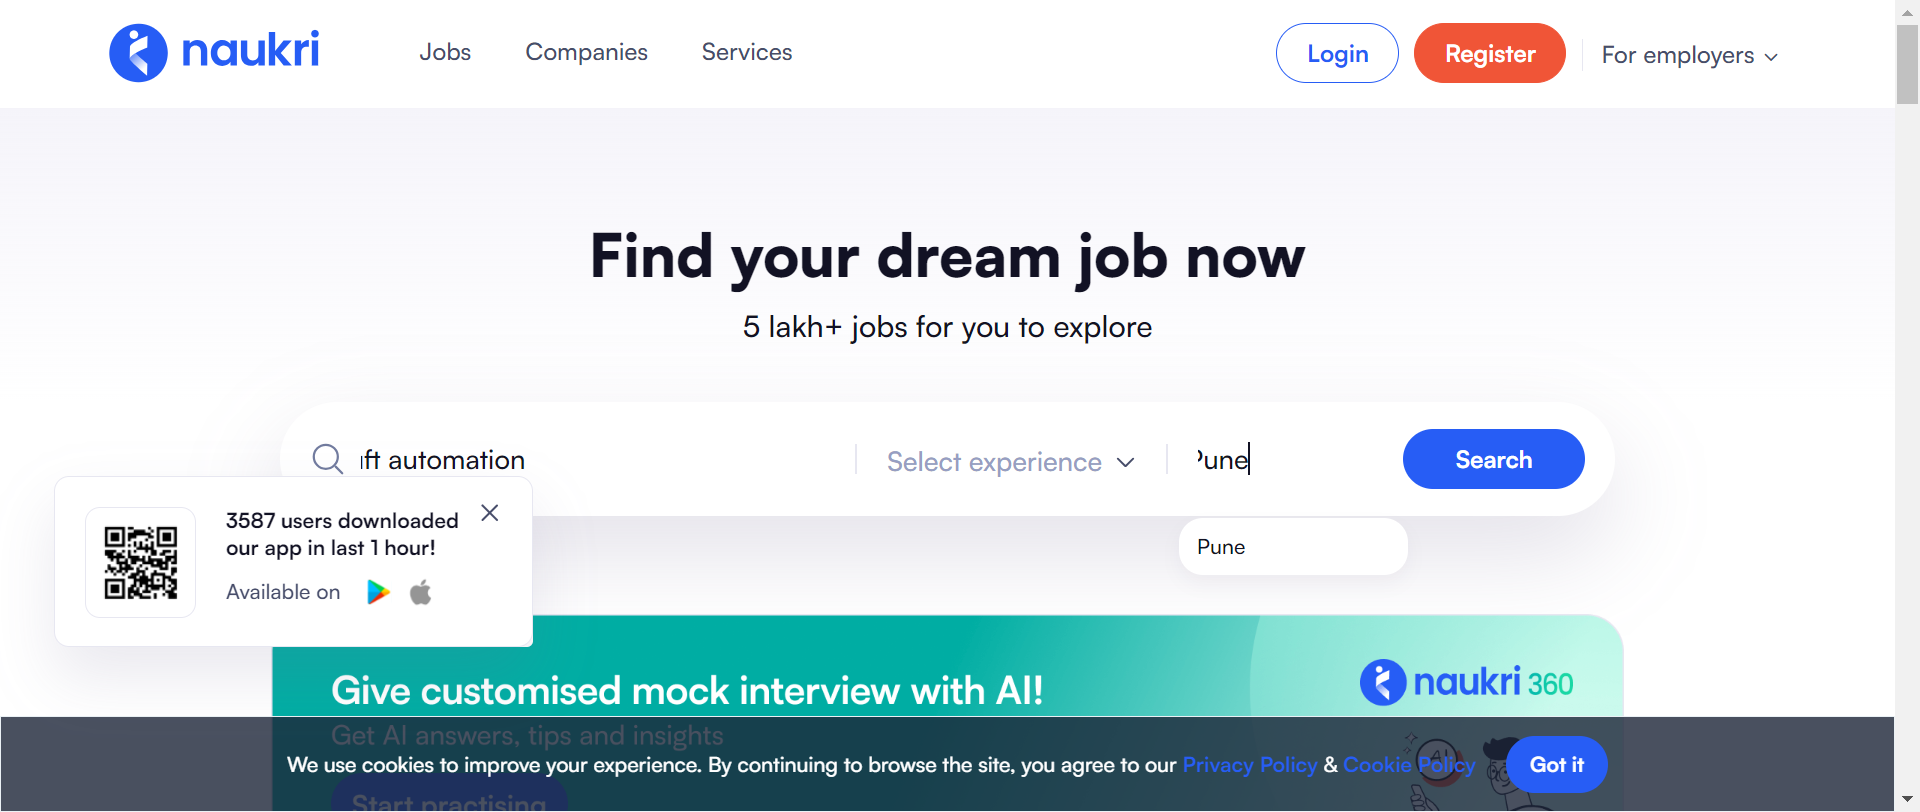 naukri
Jobs
Companies
Services
Login
Register
For employers
Find your dream job now
5 lakh+ jobs for you to explore
uft automation
Select experience
Pune
Search
Pune
3587 users downloaded
our app in last 1 hour!
Available on
Give customised mock interview with AI!
naukri 360
Get AI answers, tips and insights
We use cookies to improve your experience. By continuing to browse the site, you agree to our Privacy Policy & Cookie Policy
Got it
AI
Start practising